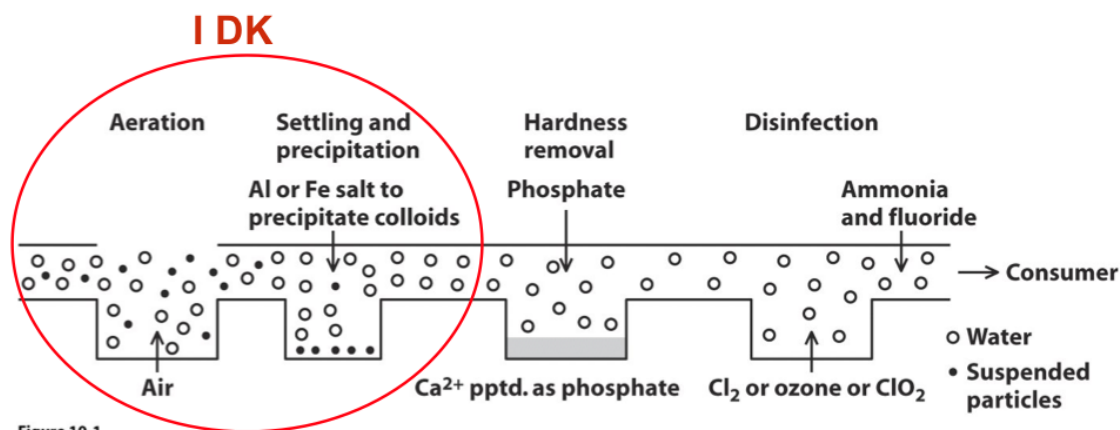 I DK
Aeration
Settling and
precipitation
Al or Fe salt to
precipitate colloids
Hardness
removal
Phosphate
Disinfection
Ammonia
and fluoride
Consumer
Water
Suspended
particles
Air
Ca²⁺ pptd. as phosphate
Cl₂ or ozone or ClO₂